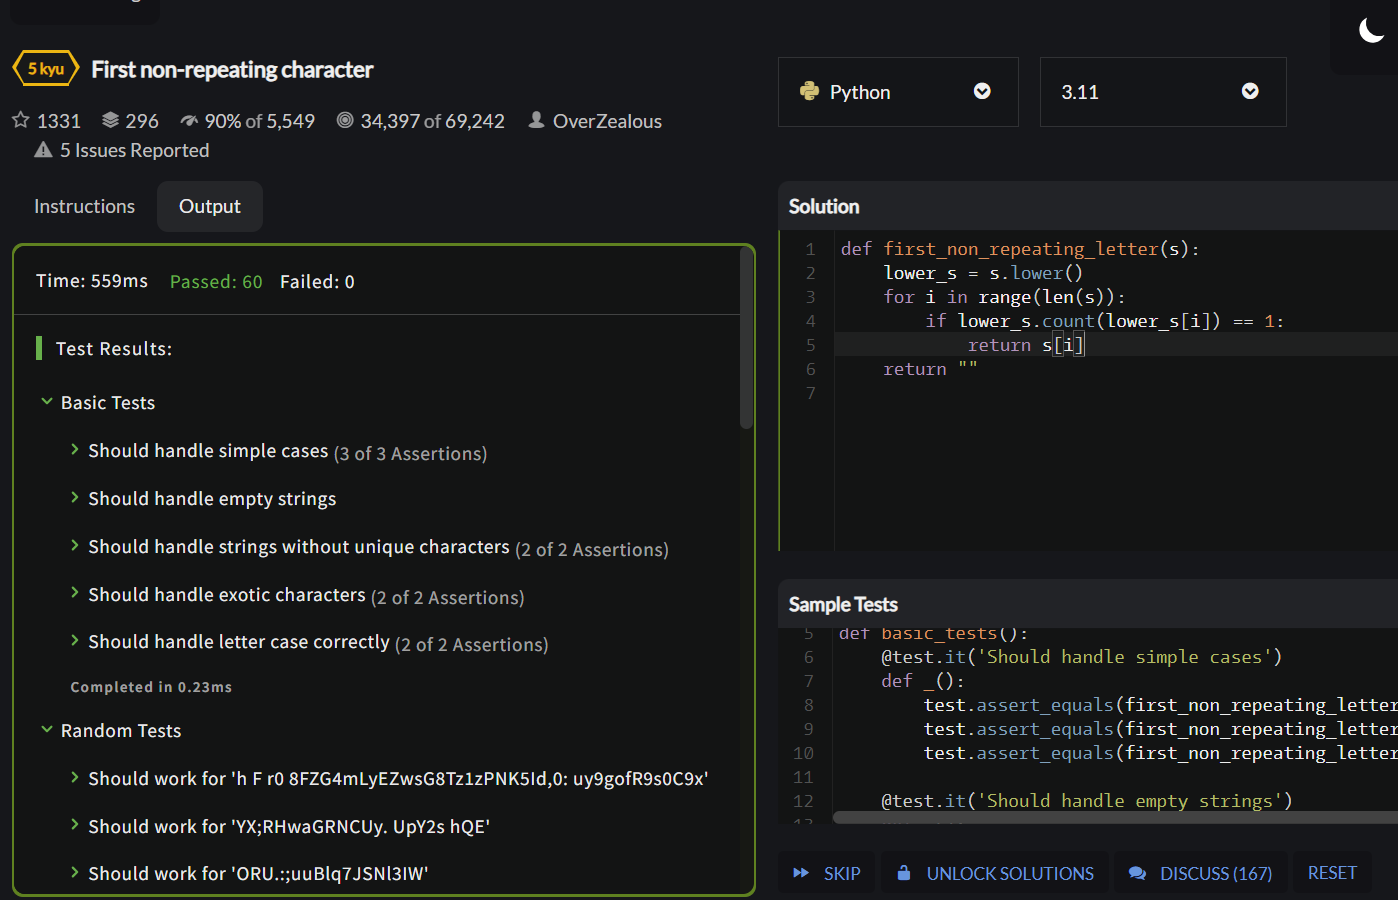 5 kyu First non-repeating character
1331 296 90% of 5,549 34,397 of 69,242 OverZealous
5 Issues Reported
Instructions Output
Time: 559ms Passed: 60 Failed: 0
Test Results:
Basic Tests
Should handle simple cases (3 of 3 Assertions)
Should handle empty strings
Should handle strings without unique characters (2 of 2 Assertions)
Should handle exotic characters (2 of 2 Assertions)
Should handle letter case correctly (2 of 2 Assertions)
Completed in 0.23ms
Random Tests
Should work for 'h F r0 8FZG4mLyEZwsG8Tz1zPNK5Id,0: uy9gofR9s0C9x'
Should work for 'YX;RHwaGRNCUy. UpY2s hQE'
Should work for 'ORU.:;uuBlq7JSNl3IW'
Python 3.11
Solution
1 def first_non_repeating_letter(s):
2 lower_s = s.lower()
3 for i in range(len(s)):
4 if lower_s.count(lower_s[i]) == 1:
5 return s[i]
6 return ""
7
Sample Tests
5 def basic_tests():
6 @test.it('Should handle simple cases')
7 def _():
8 test.assert_equals(first_non_repeating_letter
9 test.assert_equals(first_non_repeating_letter
10 test.assert_equals(first_non_repeating_letter
11
12 @test.it('Should handle empty strings')
SKIP UNLOCK SOLUTIONS DISCUSS (167) RESET